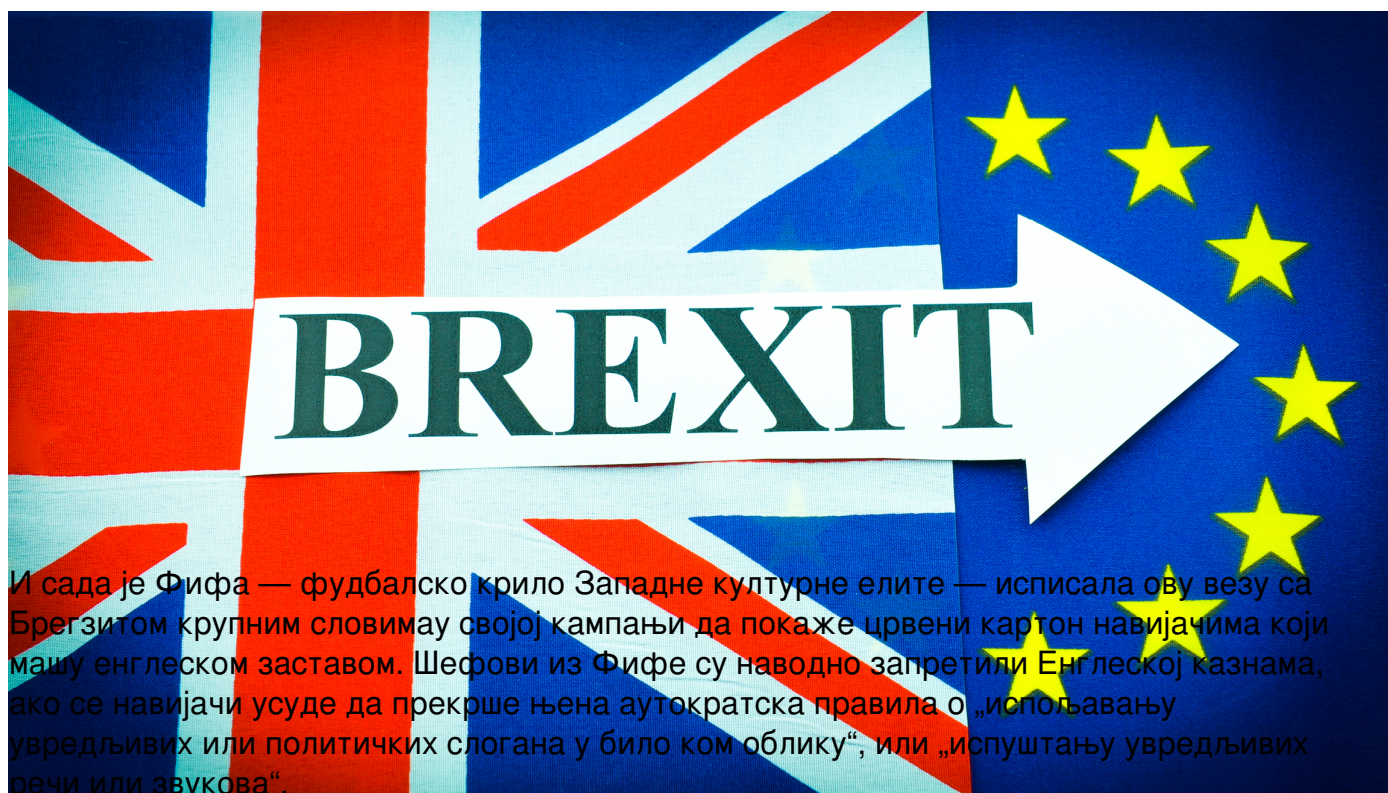 BREXIT
И сада је Фифа — фудбалско крило Западне културне елите — исписала ову везу са
Брегзитом крупним словимау својој кампањи да покаже црвени картон навијачима који
машу енглеском заставом. Шефови из Фифе су наводно запретили Енглеској казнама,
ако се навијачи усуде да прекрше њена аутократска правила о „испољавању
увредљивих или политичких слогана у било ком облику“, или „испуштању увредљивих
речи или звукова“.